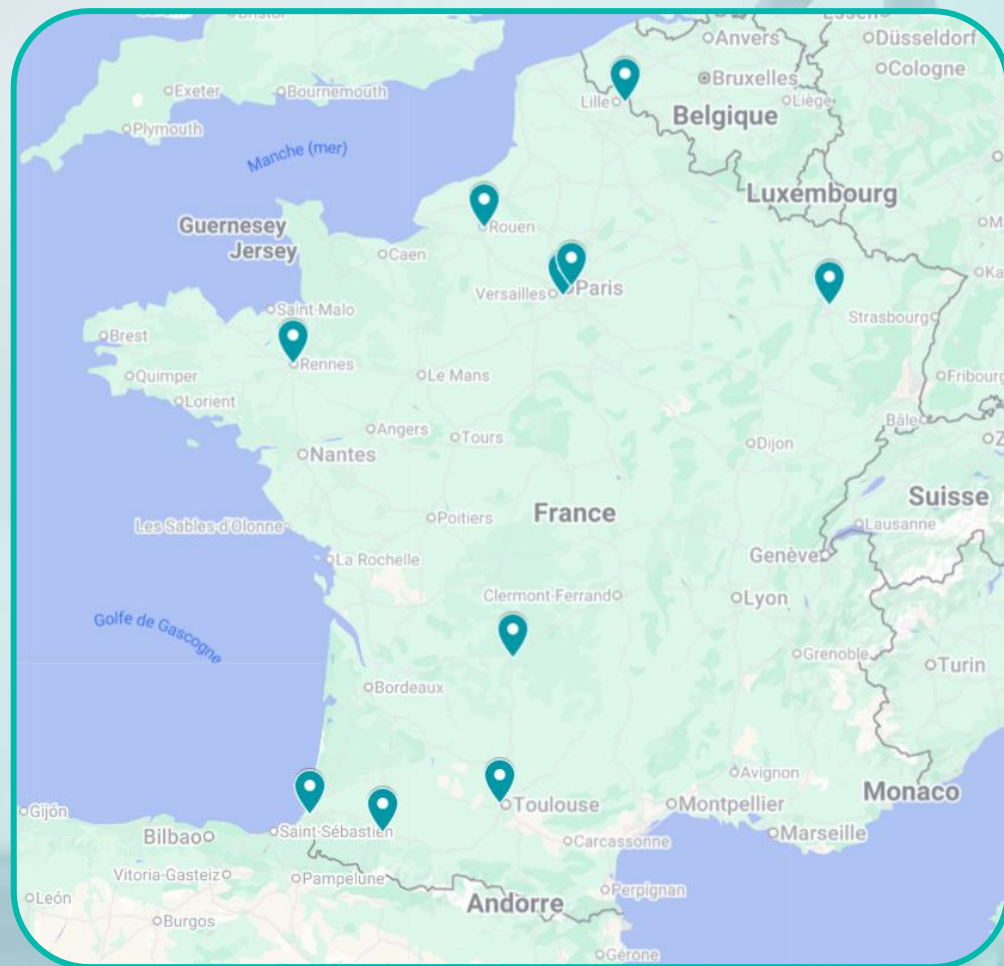 Anvers
Düsseldorf
Cologne
Bruxelles
Lille
Liège
Belgique
Exeter
Bournemouth
Plymouth
Manche (mer)
Luxembourg
Guernesey
Jersey
Rouen
Caen
Versailles
Paris
Saint-Malo
Strasbourg
Brest
Rennes
Quimper
Le Mans
Fribourg
Lorient
Angers
Tours
Dijon
Bâle
Nantes
Suisse
France
Poitiers
Les Sables-d'Olonne
Lausanne
La Rochelle
Genève
Clermont-Ferrand
Lyon
Golfe de Gascogne
Grenoble
Turin
Bordeaux
Avignon
Monaco
Gijón
Toulouse
Montpellier
Bilbao
Saint-Sébastien
Marseille
Carcassonne
Vitoria-Gasteiz
Pampelune
León
Andorre
Perpignan
Burgos
Gérone